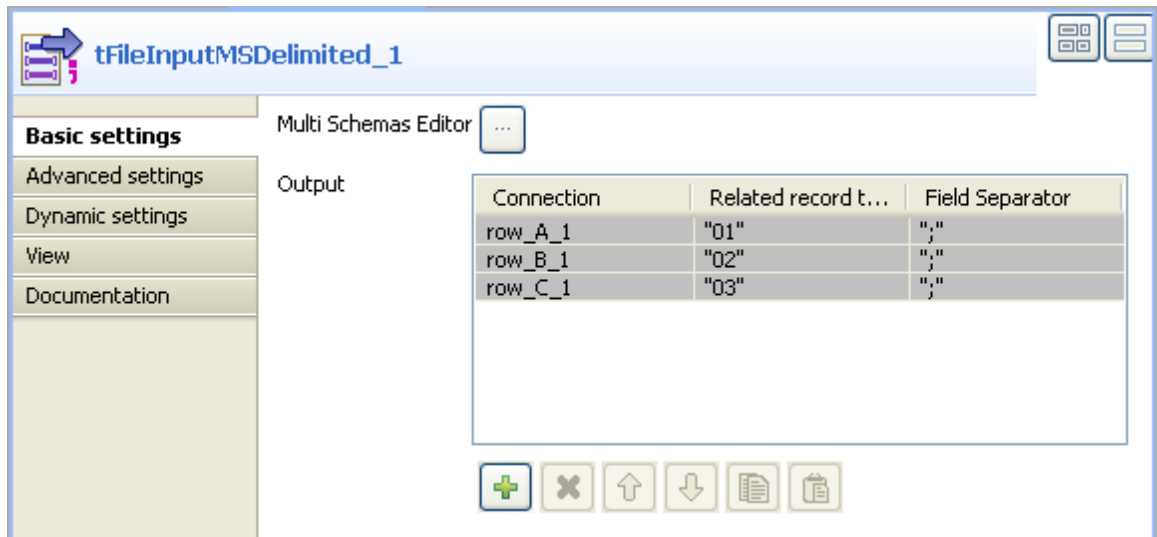 tFileInputMSDelimited_1
Basic settings
Advanced settings
Dynamic settings
View
Documentation
Multi Schemas Editor ...
Output
Connection Related record t... Field Separator
row_A_1 "01" ";"
row_B_1 "02" ";"
row_C_1 "03" ";"